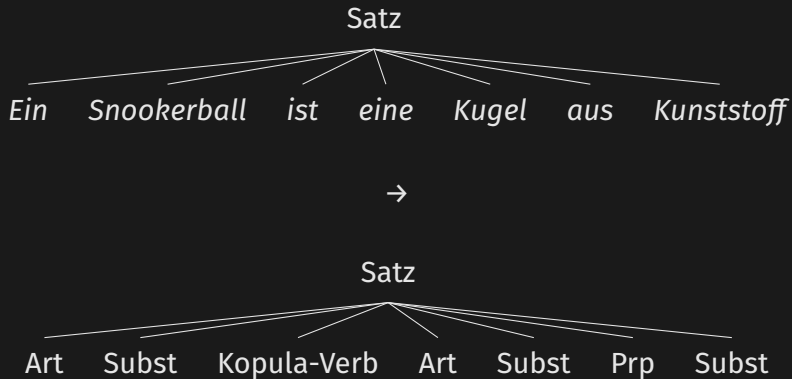 Satz
Ein Snookerball ist eine Kugel aus Kunststoff
→
Satz
Art Subst Kopula-Verb Art Subst Prp Subst